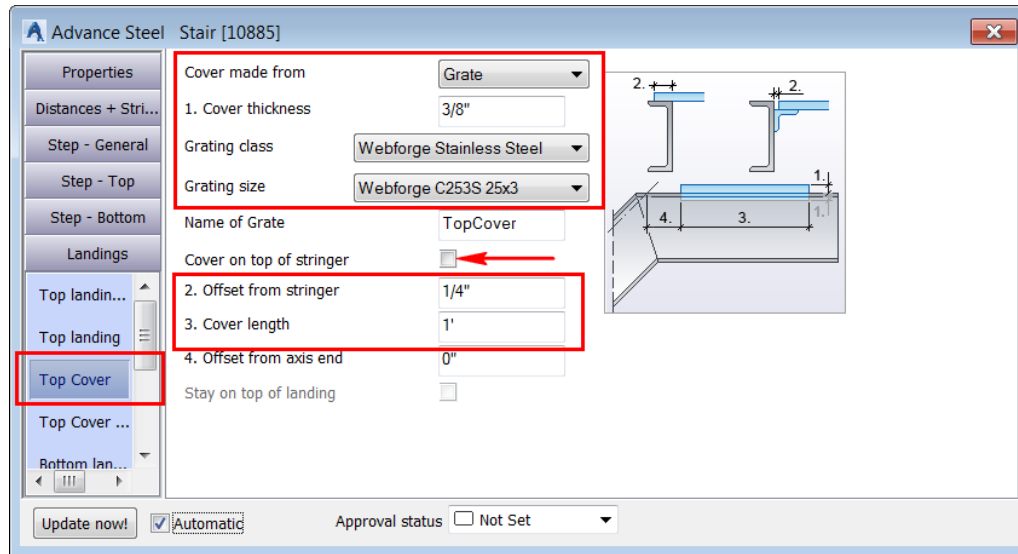 Advance Steel Stair [10885]
Properties
Distances + Stri...
Step - General
Step - Top
Step - Bottom
Landings
Top landin...
Top landing
Top Cover
Top Cover ...
Bottom lan...
Cover made from Grate
1. Cover thickness 3/8"
Grating class Webforge Stainless Steel
Grating size Webforge C253S 25x3
Name of Grate TopCover
Cover on top of stringer
2. Offset from stringer 1/4"
3. Cover length 1'
4. Offset from axis end 0"
Stay on top of landing
2. 2.
1.
4. 3. 1.
Update now! Automatic Approval status Not Set